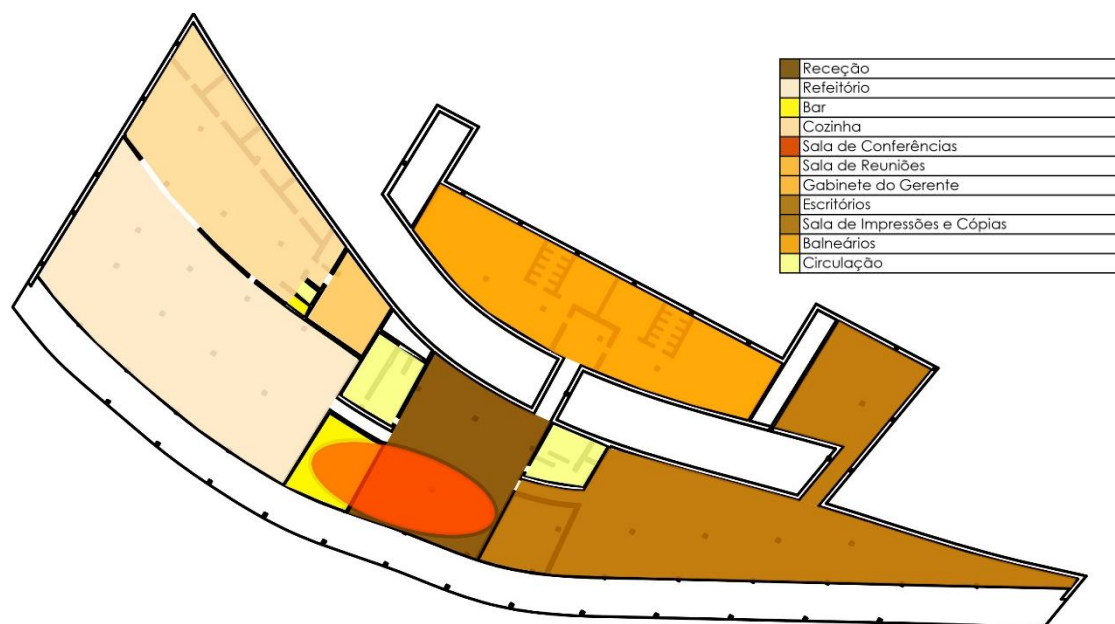 Receção
Refeitório
Bar
Cozinha
Sala de Conferências
Sala de Reuniões
Gabinete do Gerente
Escritórios
Sala de Impressões e Cópias
Balneários
Circulação